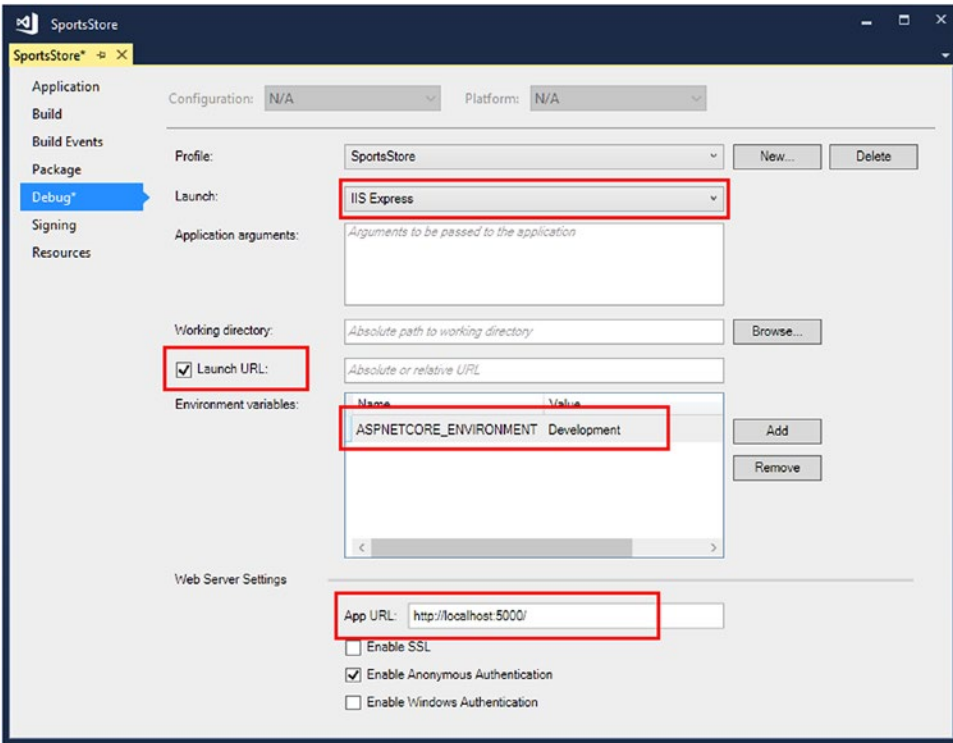 SportsStore
SportsStore*
Application
Build
Build Events
Package
Debug*
Signing
Resources
Configuration: N/A Platform: N/A
Profile: SportsStore New... Delete
Launch: IIS Express
Application arguments: Arguments to be passed to the application
Working directory: Absolute path to working directory Browse...
Launch URL: Absolute or relative URL
Environment variables: Name Value
ASPNETCORE_ENVIRONMENT Development Add
Remove
Web Server Settings
App URL: http://localhost:5000/
Enable SSL
Enable Anonymous Authentication
Enable Windows Authentication